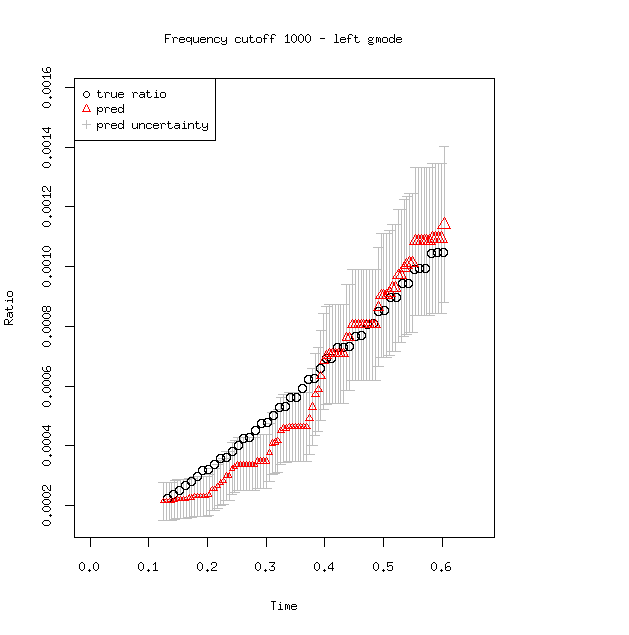 Frequency cutoff 1000 - left gmode
true ratio
pred
pred uncertainty
0.0016
0.0014
0.0012
0.0010
0.0008
0.0006
0.0004
0.0002
Ratio
0.0 0.1 0.2 0.3 0.4 0.5 0.6
Time